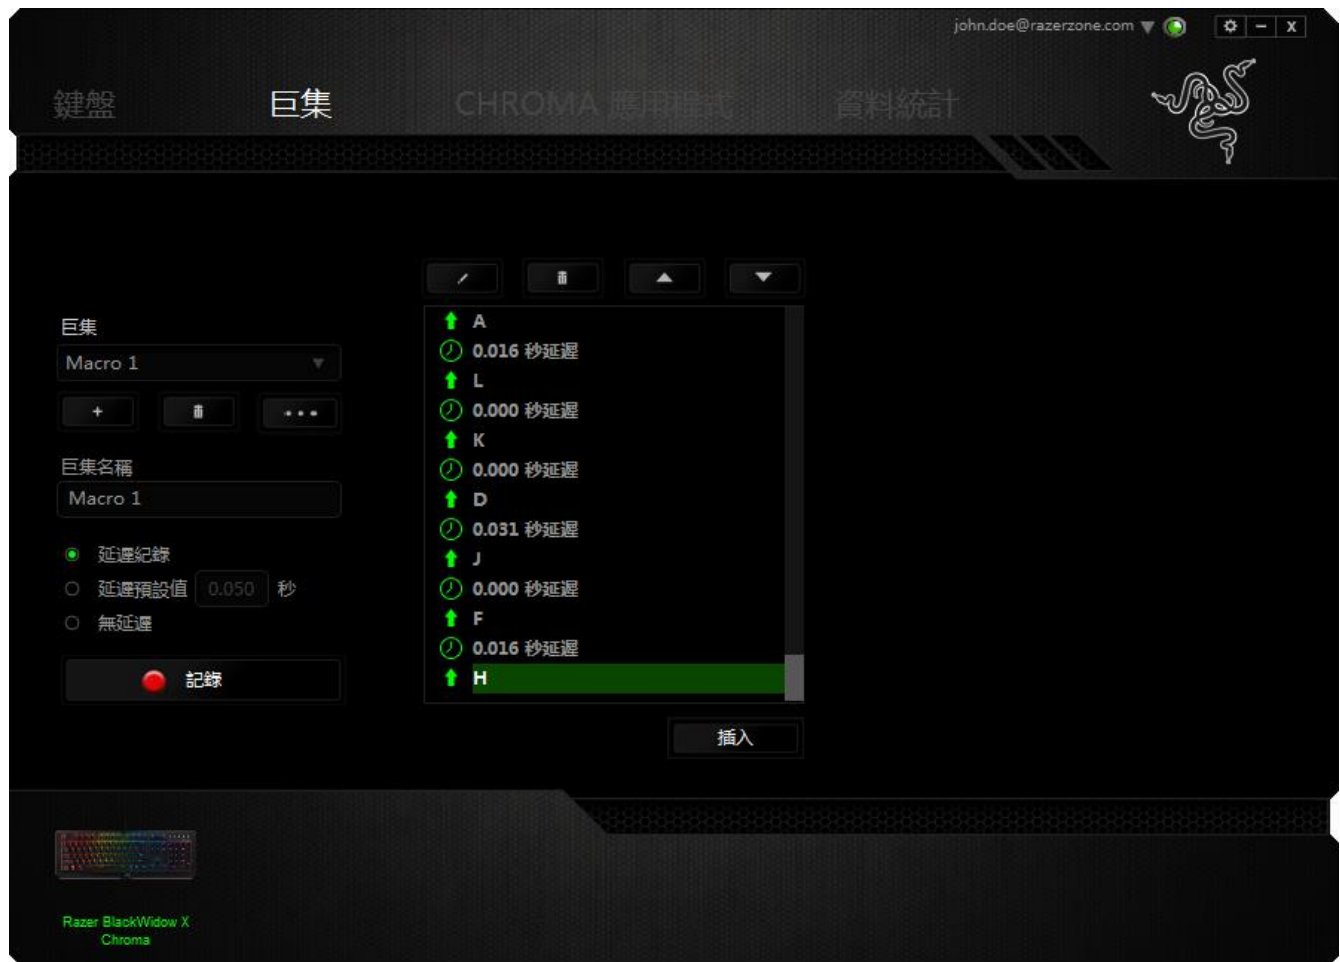 john.doe@razerzone.com
鍵盤
巨集
CHROMA 應用程式
資料統計
巨集
Macro 1
巨集名稱
Macro 1
延遲紀錄
延遲預設值 0.050 秒
無延遲
記錄
A
0.016 秒延遲
L
0.000 秒延遲
K
0.000 秒延遲
D
0.031 秒延遲
J
0.000 秒延遲
F
0.016 秒延遲
H
插入
Razer BlackWidow X
Chroma